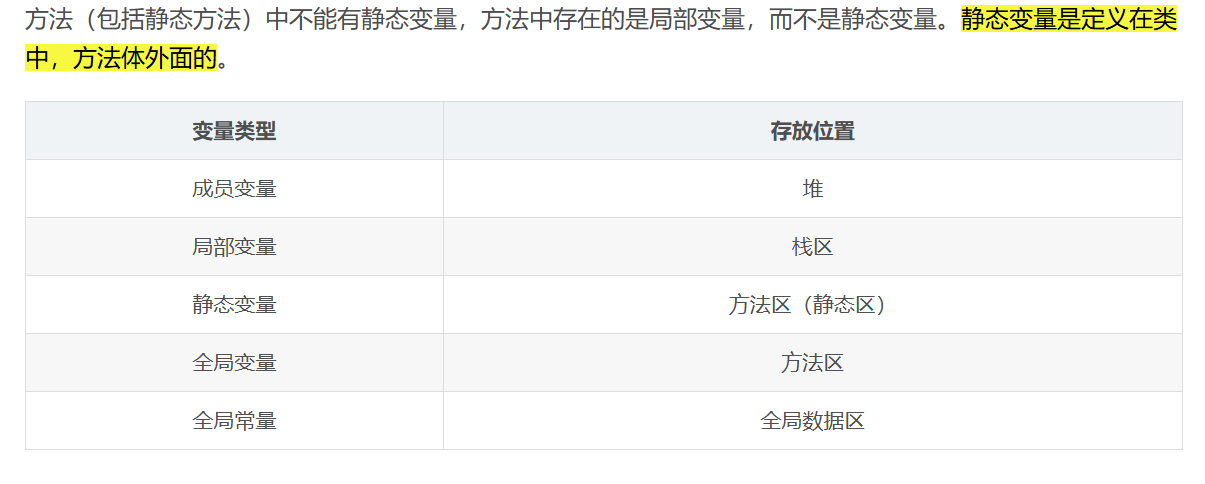 方法（包括静态方法）中不能有静态变量，方法中存在的是局部变量，而不是静态变量。静态变量是定义在类
中，方法体外面的。
变量类型 存放位置
成员变量 堆
局部变量 栈区
静态变量 方法区（静态区）
全局变量 方法区
全局常量 全局数据区